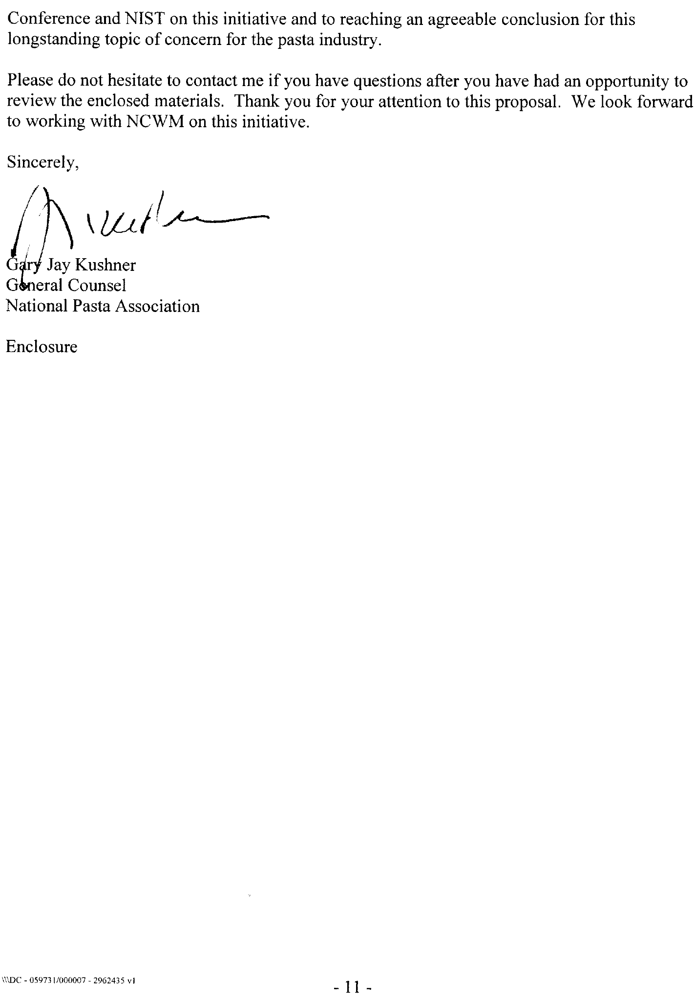 Conference and NIST on this initiative and to reaching an agreeable conclusion for this
longstanding topic of concern for the pasta industry.
Please do not hesitate to contact me if you have questions after you have had an opportunity to
review the enclosed materials.  Thank you for your attention to this proposal.  We look forward
to working with NCWM on this initiative.
Sincerely,
Gary Jay Kushner
General Counsel
National Pasta Association
Enclosure
\\\DC - 059731/000007 - 2962435 v1
- 11 -